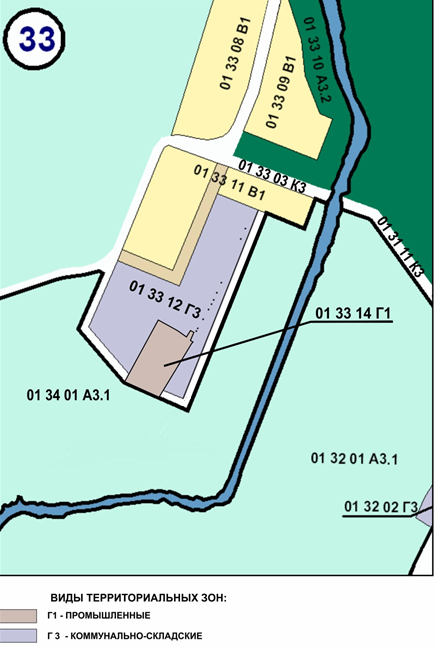 33
01 33 08 В1
01 33 09 В1
01 33 10 А3.2
01 33 03 К3
01 33 11 В1
01 31 11 К3
01 33 12 Г3
01 33 14 Г1
01 34 01 А3.1
01 32 01 А3.1
01 32 02 Г3
ВИДЫ ТЕРРИТОРИАЛЬНЫХ ЗОН:
Г1 - ПРОМЫШЛЕННЫЕ
Г 3 - КОММУНАЛЬНО-СКЛАДСКИЕ